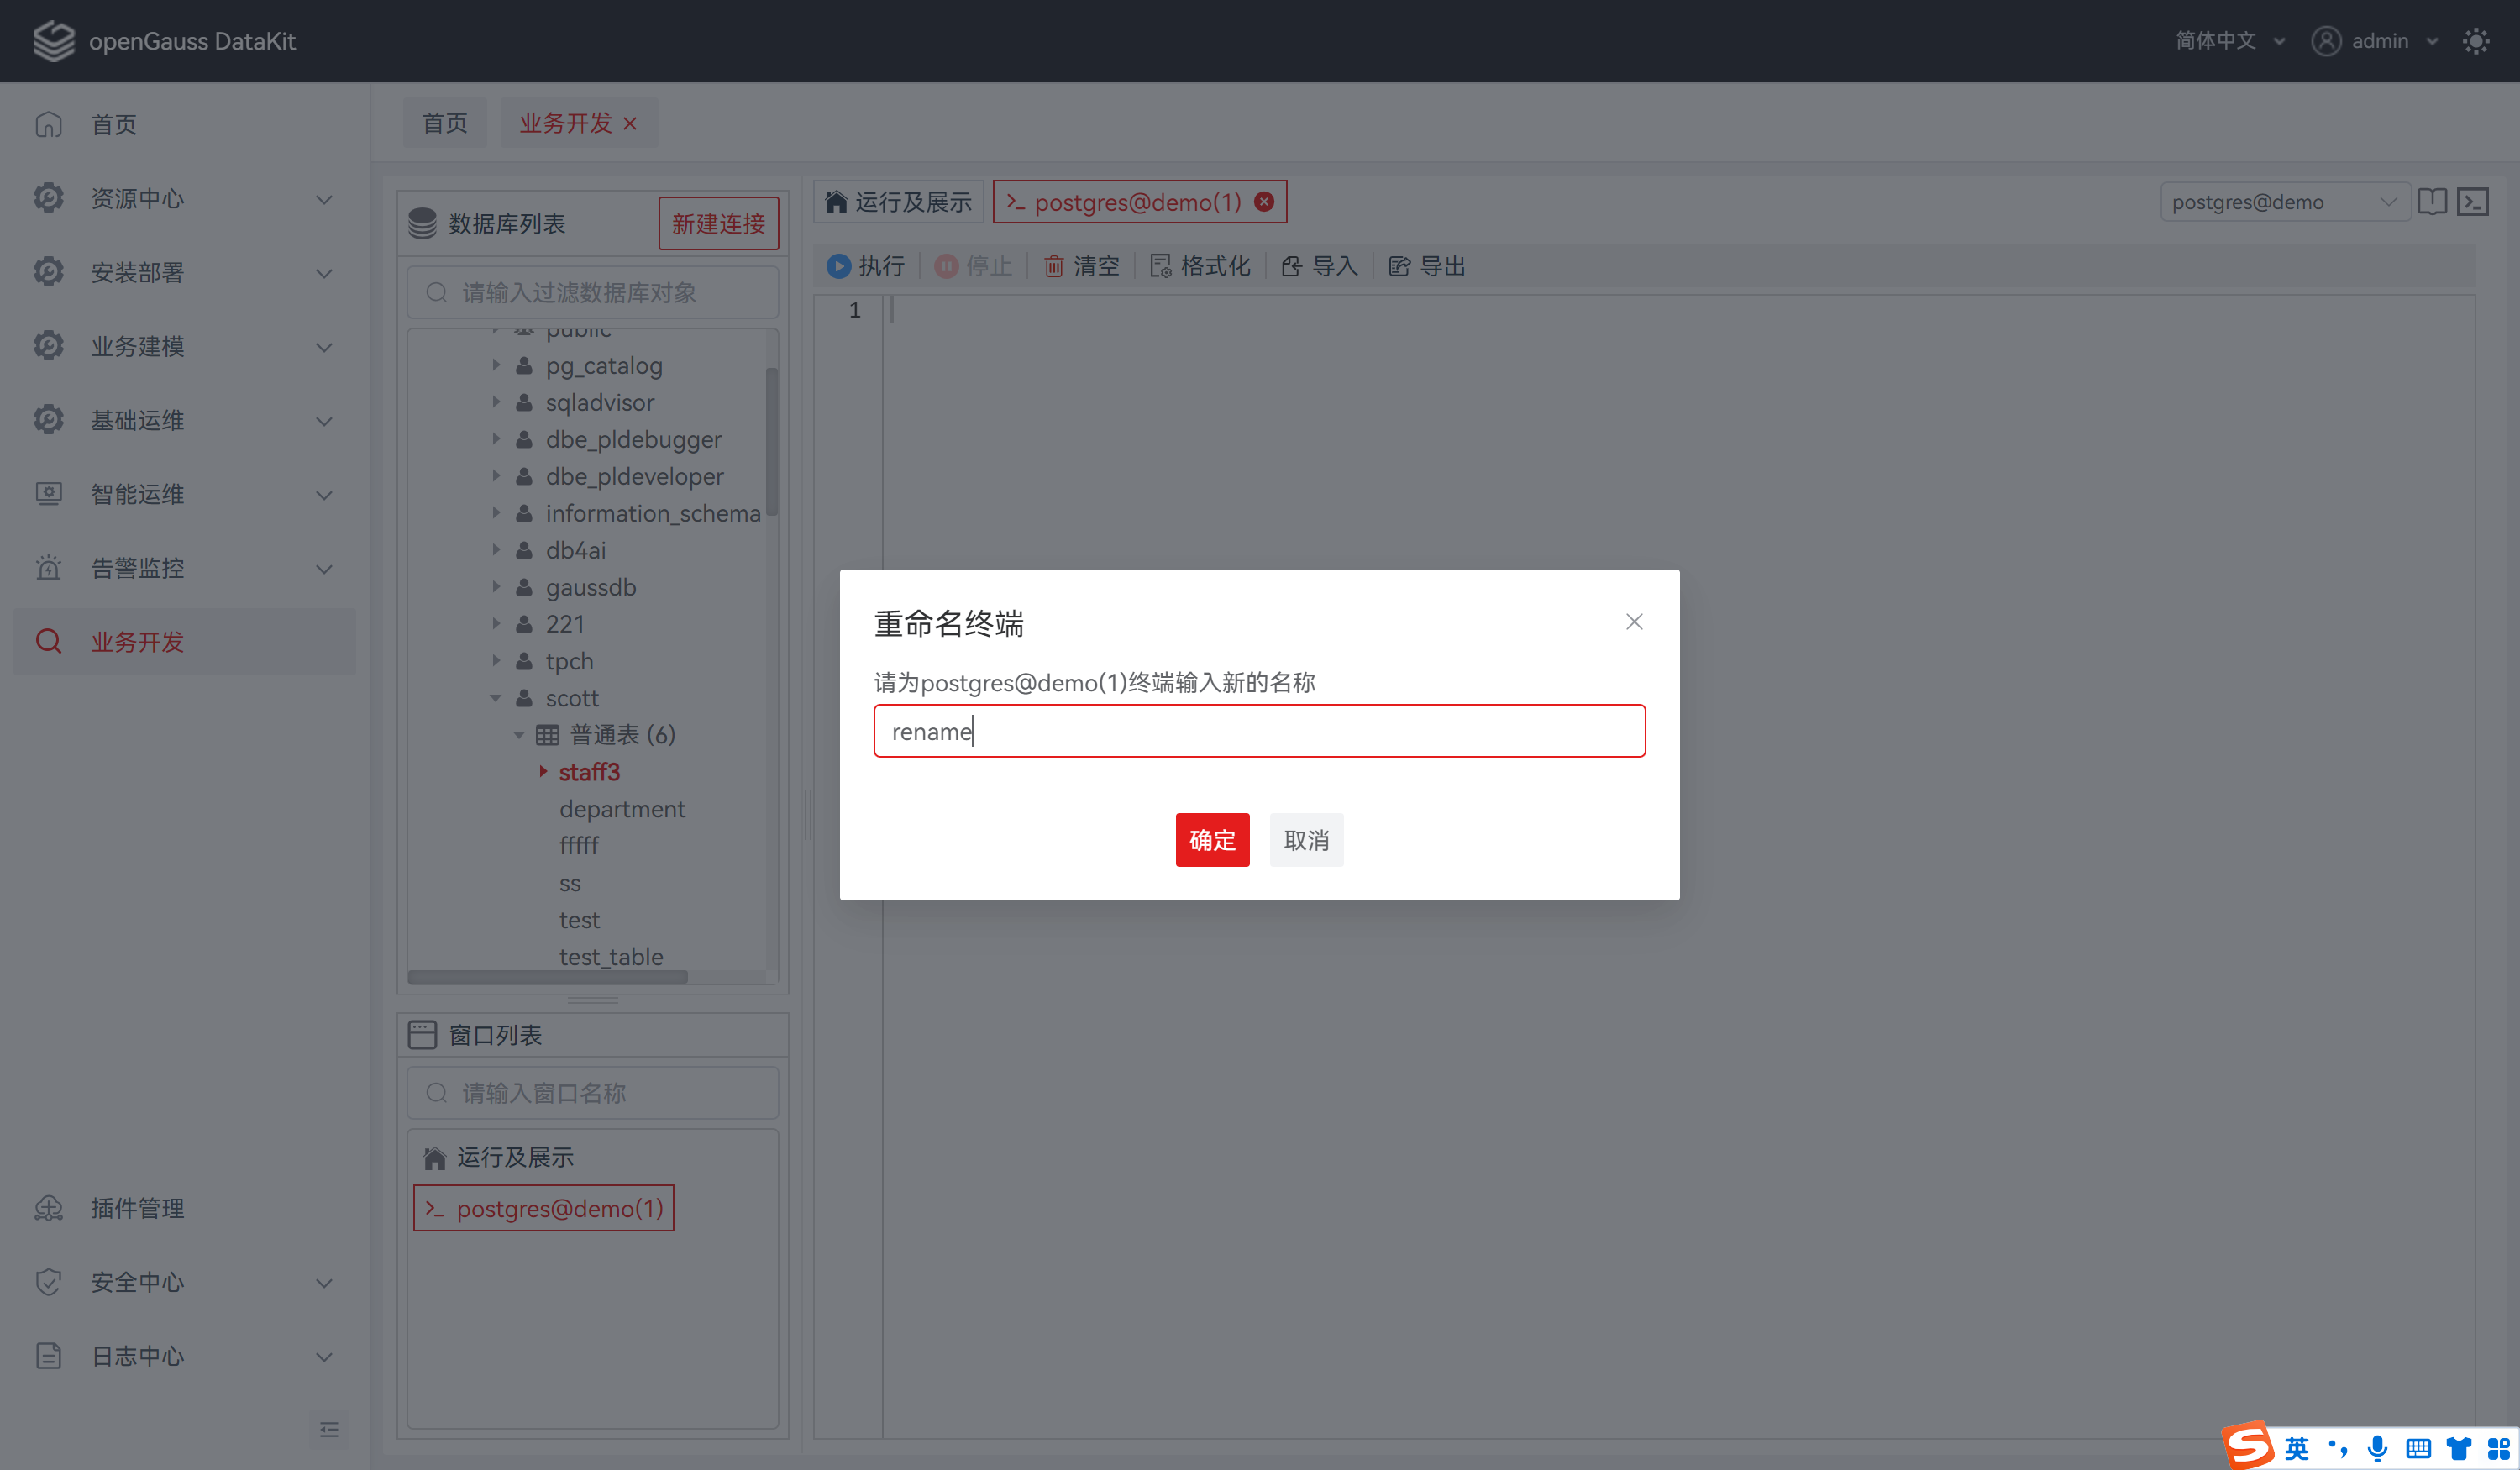 openGauss DataKit
简体中文
admin
首页
资源中心
安装部署
业务建模
基础运维
智能运维
告警监控
业务开发
插件管理
安全中心
日志中心
首页
业务开发
数据库列表
新建连接
请输入过滤数据库对象
public
pg_catalog
sqladvisor
dbe_pldebugger
dbe_pldeveloper
information_schema
db4ai
gaussdb
221
tpch
scott
普通表 (6)
staff3
department
fffff
ss
test
test_table
窗口列表
请输入窗口名称
运行及展示
postgres@demo(1)
运行及展示
postgres@demo(1)
postgres@demo
执行
停止
清空
格式化
导入
导出
1
重命名终端
请为postgres@demo(1)终端输入新的名称
rename
确定
取消
英